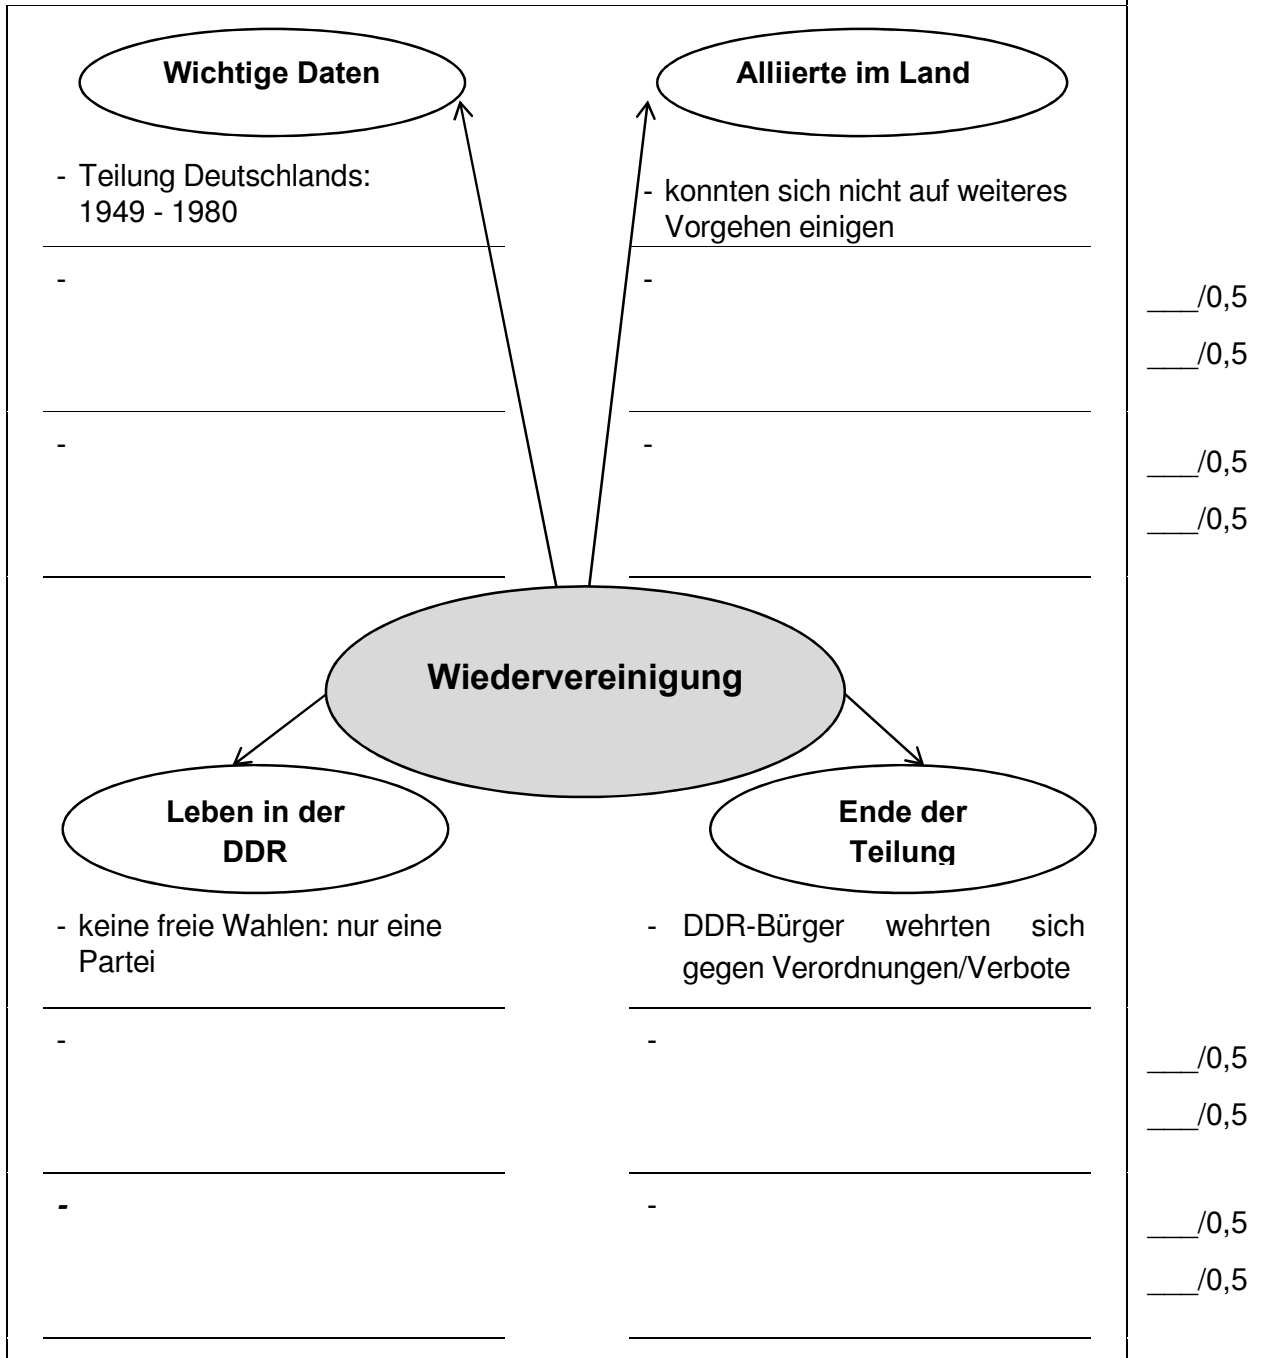 Wichtige Daten
Alliierte im Land
- Teilung Deutschlands:
1949 - 1980
- konnten sich nicht auf weiteres
Vorgehen einigen
-
-
___/0,5
___/0,5
-
-
___/0,5
___/0,5
Wiedervereinigung
Leben in der
DDR
Ende der
Teilung
- keine freie Wahlen: nur eine
Partei
- DDR-Bürger wehrten sich
gegen Verordnungen/Verbote
-
-
___/0,5
___/0,5
-
-
___/0,5
___/0,5